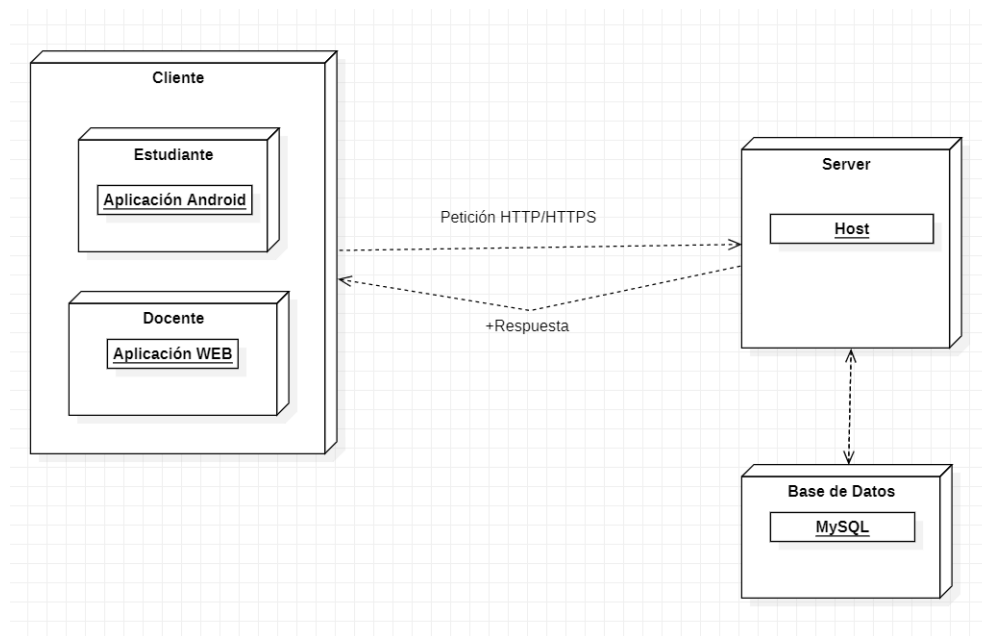 Cliente
Estudiante
Aplicación Android
Docente
Aplicación WEB
Petición HTTP/HTTPS
+Respuesta
Server
Host
Base de Datos
MySQL